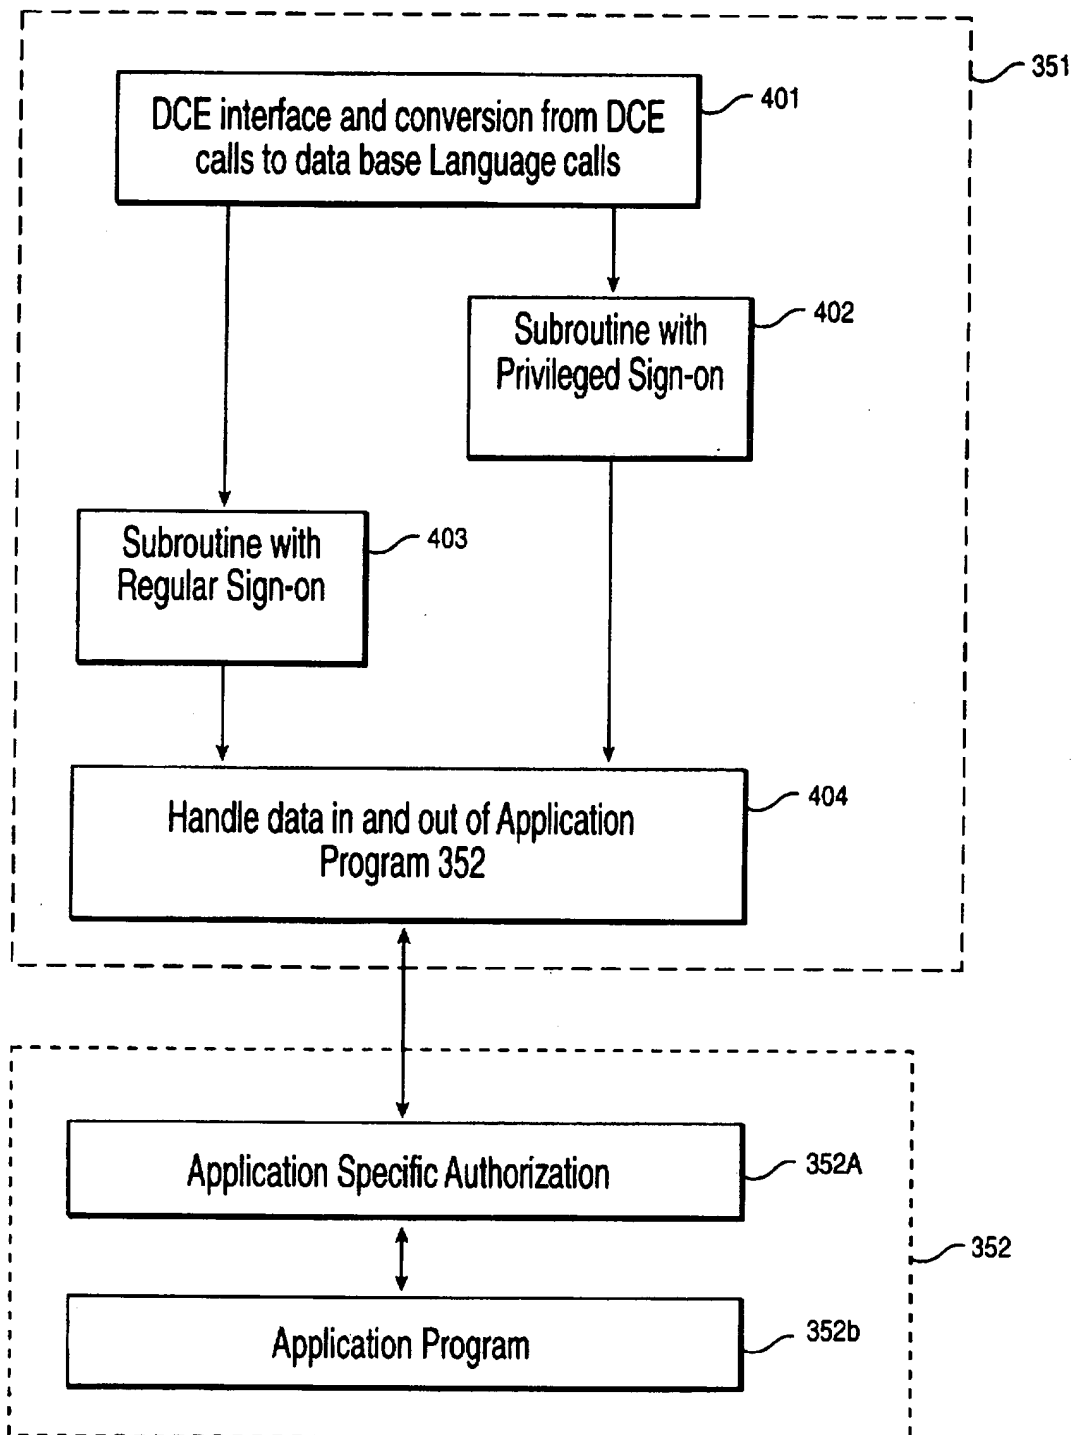 351
401
DCE interface and conversion from DCE
calls to data base Language calls
402
Subroutine with
Privileged Sign-on
403
Subroutine with
Regular Sign-on
404
Handle data in and out of Application
Program 352
Application Specific Authorization
352A
352
Application Program
352b